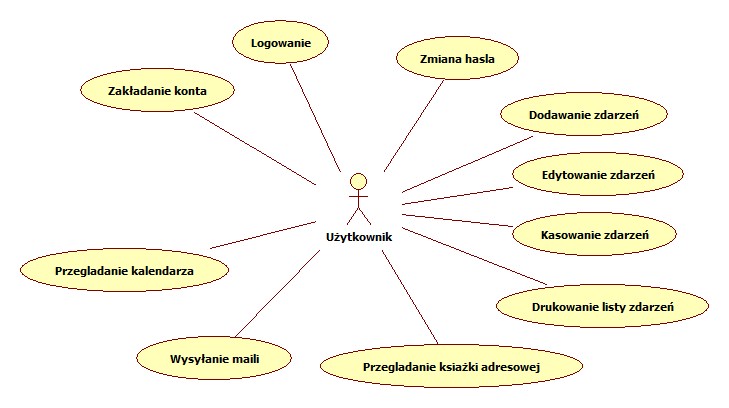 Logowanie
Zmiana hasla
Zakładanie konta
Dodawanie zdarzeń
Edytowanie zdarzeń
Użytkownik
Kasowanie zdarzeń
Przegladanie kalendarza
Drukowanie listy zdarzeń
Wysyłanie maili
Przegladanie ksiażki adresowej